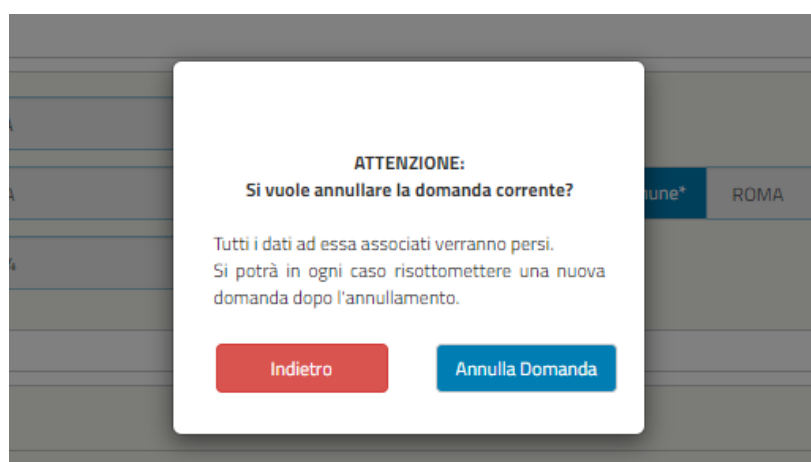 ATTENZIONE:
Si vuole annullare la domanda corrente?
une*
ROMA
Tutti i dati ad essa associati verranno persi.
Si potrà in ogni caso risottomettere una nuova
domanda dopo l'annullamento.
Indietro
Annulla Domanda